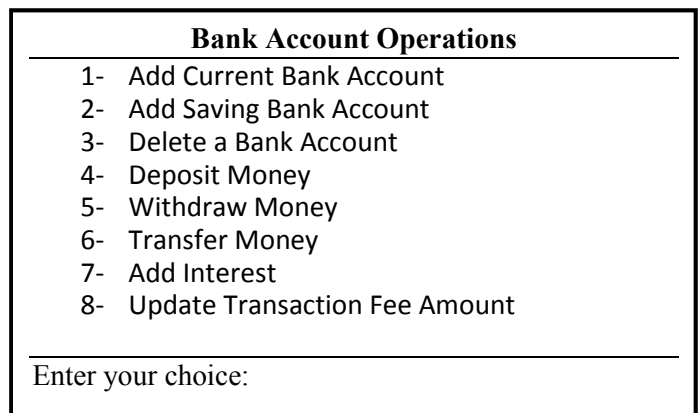 Bank Account Operations
1- Add Current Bank Account
2- Add Saving Bank Account
3- Delete a Bank Account
4- Deposit Money
5- Withdraw Money
6- Transfer Money
7- Add Interest
8- Update Transaction Fee Amount
Enter your choice: